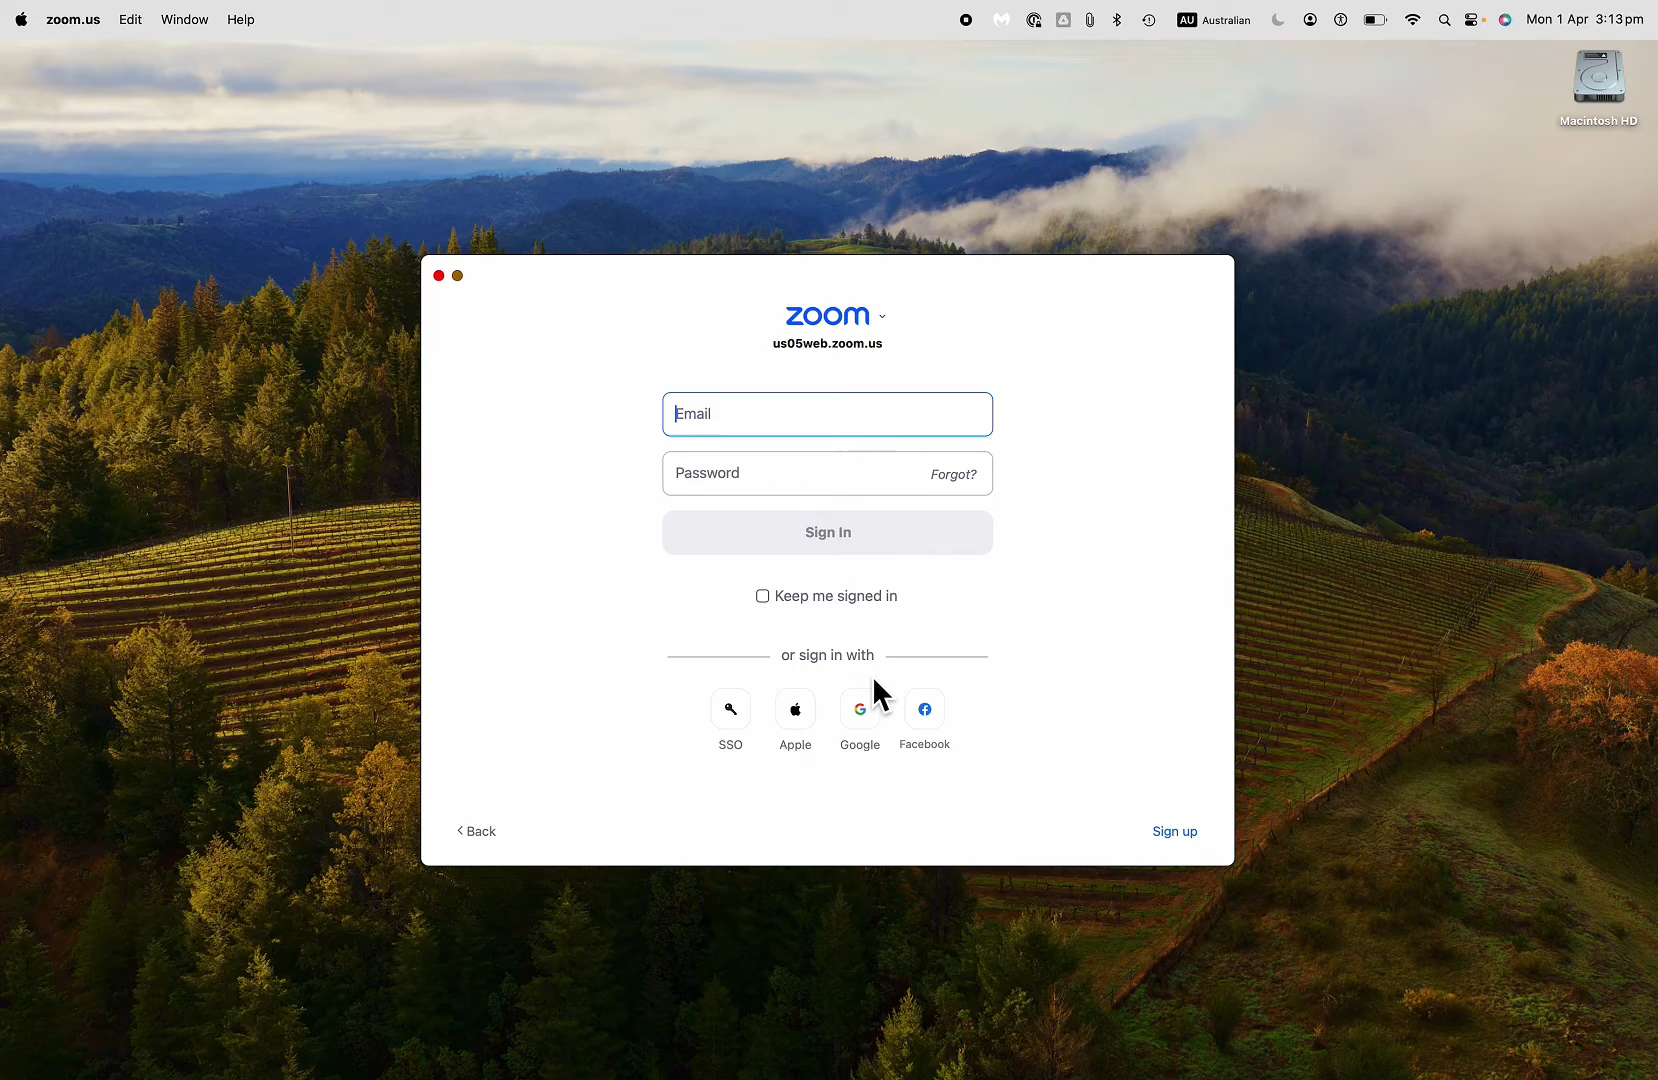 zoom.us Edit Window Help AU Australian Mon 1 Apr 3:13 pm
Macintosh HD
zoom
us05web.zoom.us
Email
Password Forgot?
Sign In
Keep me signed in
or sign in with
SSO Apple Google Facebook
Back Sign up